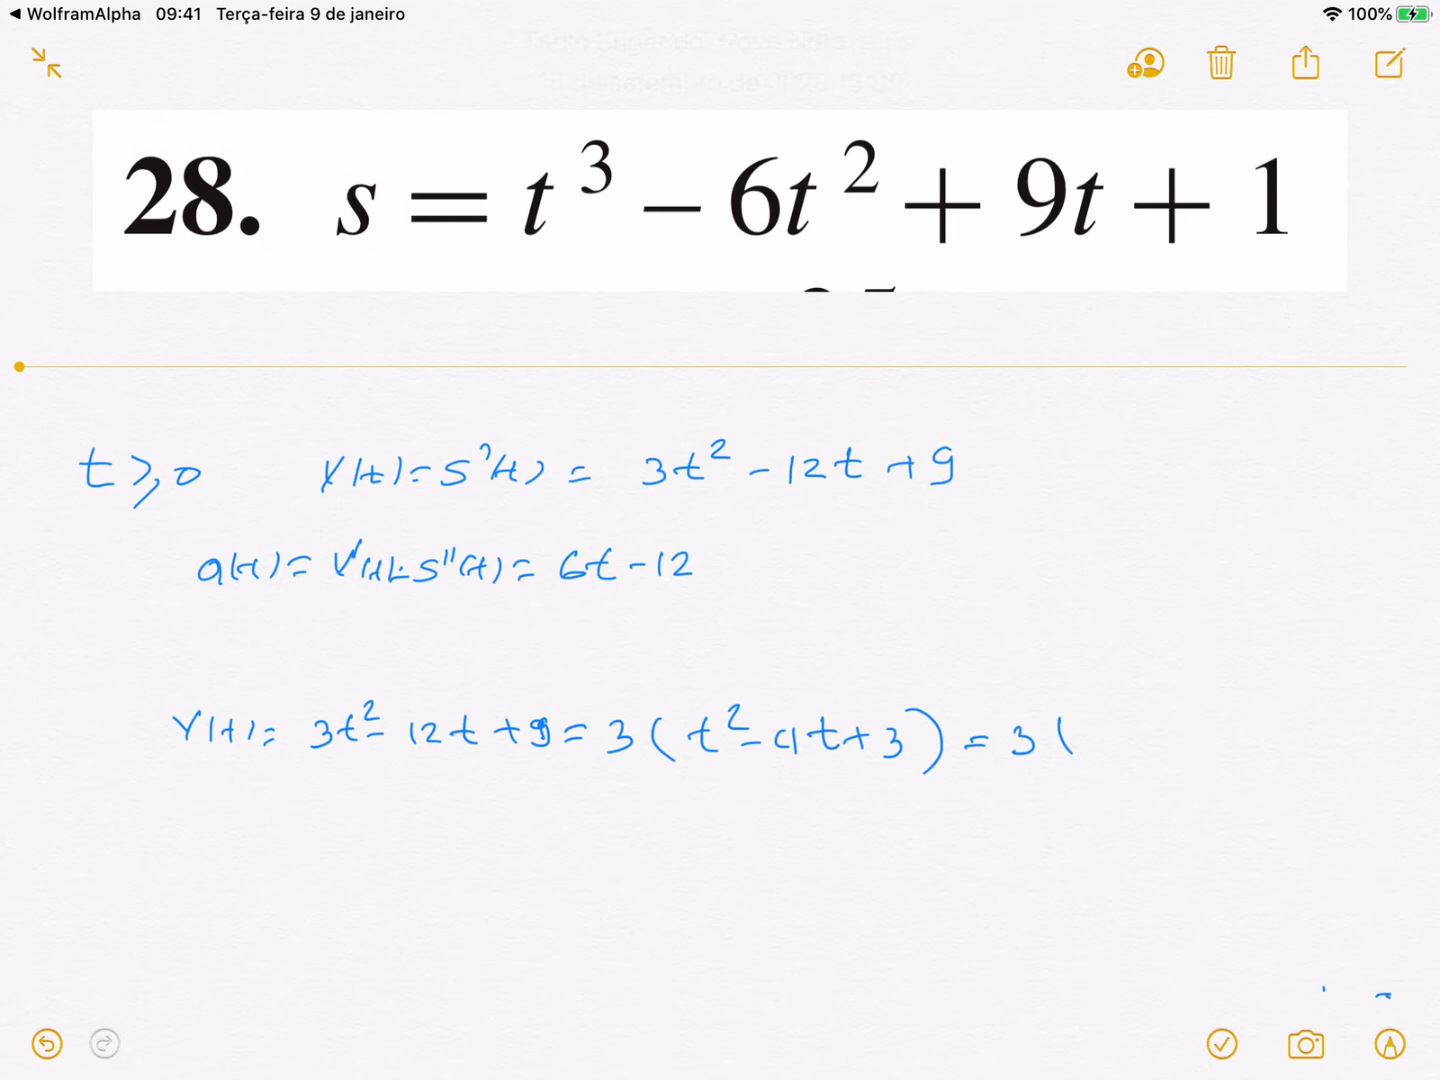 WolframAlpha 09:41 Terça-feira 9 de janeiro 100%
28. s = t³ − 6t² + 9t + 1
t ≥ 0 v(t) = s'(t) = 3t² - 12t + 9
a(t) = v'(t) = s''(t) = 6t - 12
v(t) = 3t² - 12t + 9 = 3(t² - 4t + 3) = 3(